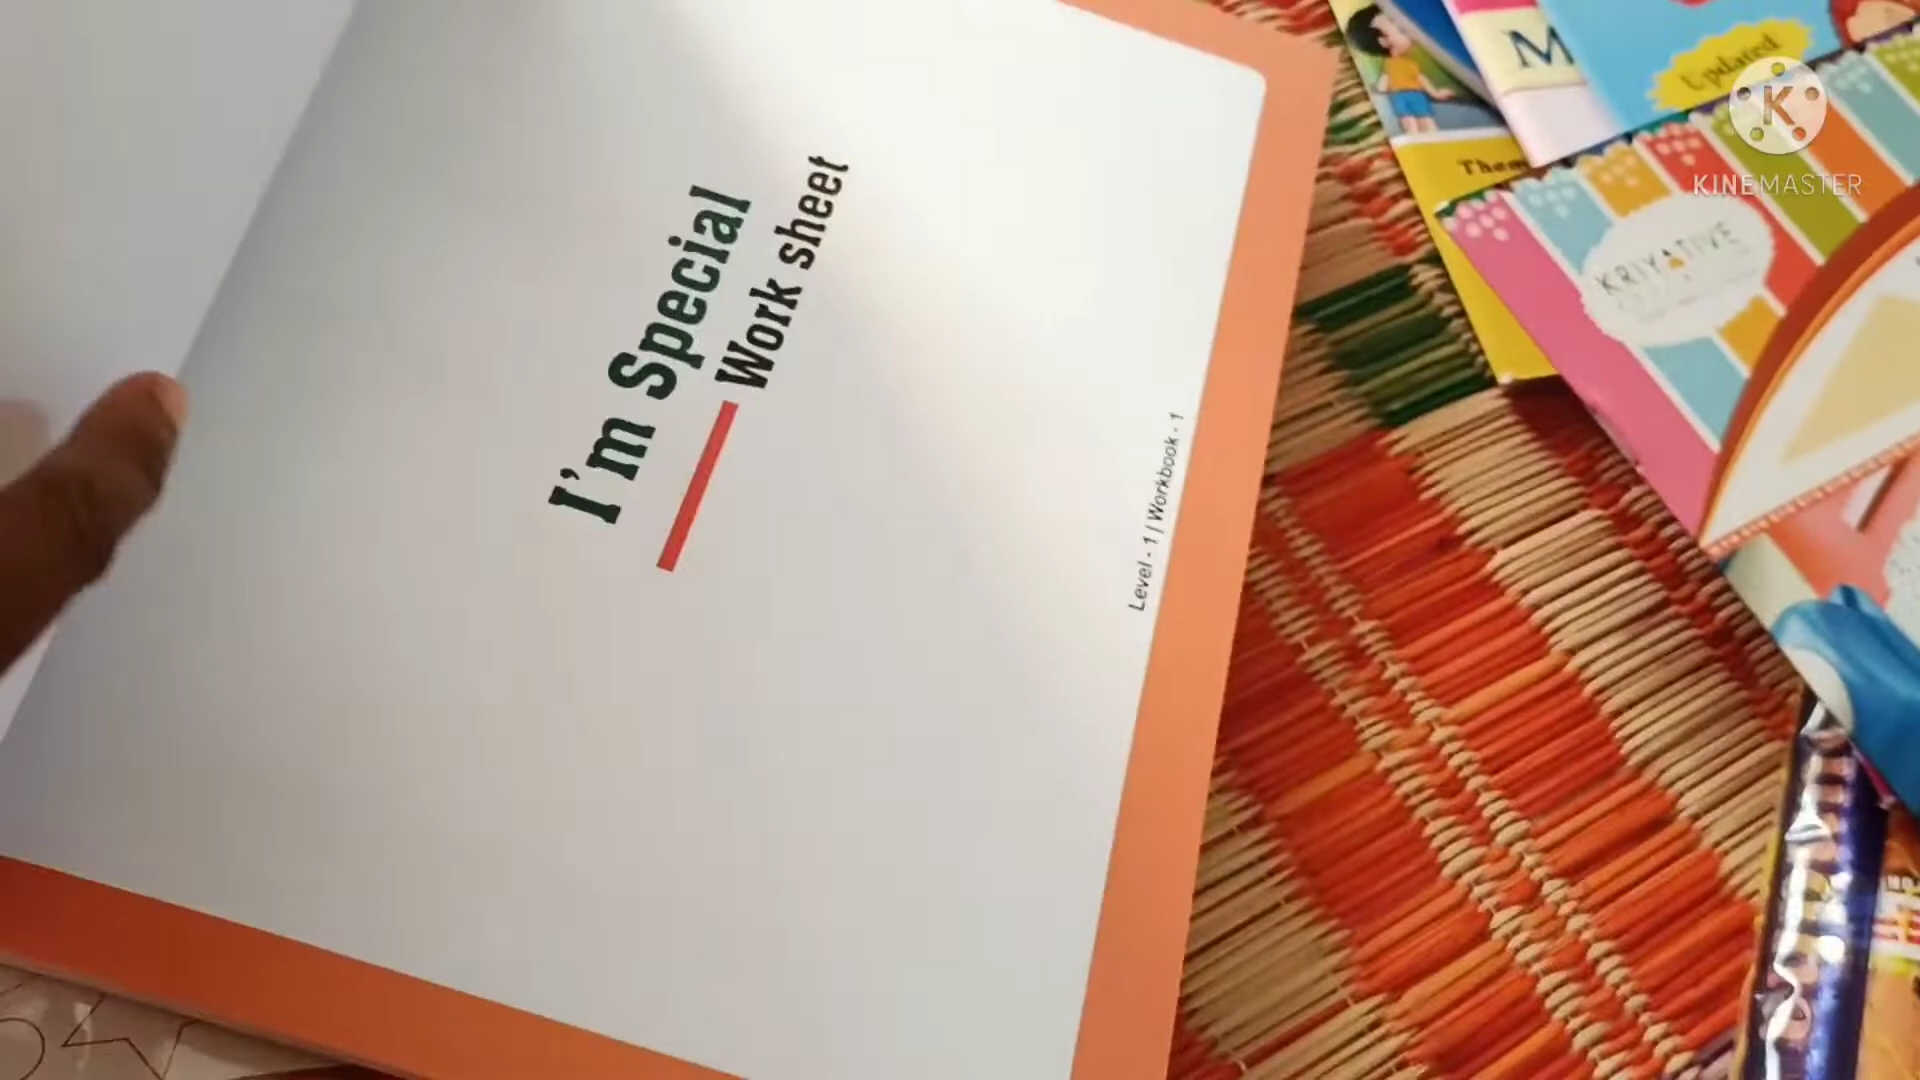 I'm Special
Work sheet
Level - 1 | Workbook - 1
M
Updated
KRIYATIVE
KINEMASTER